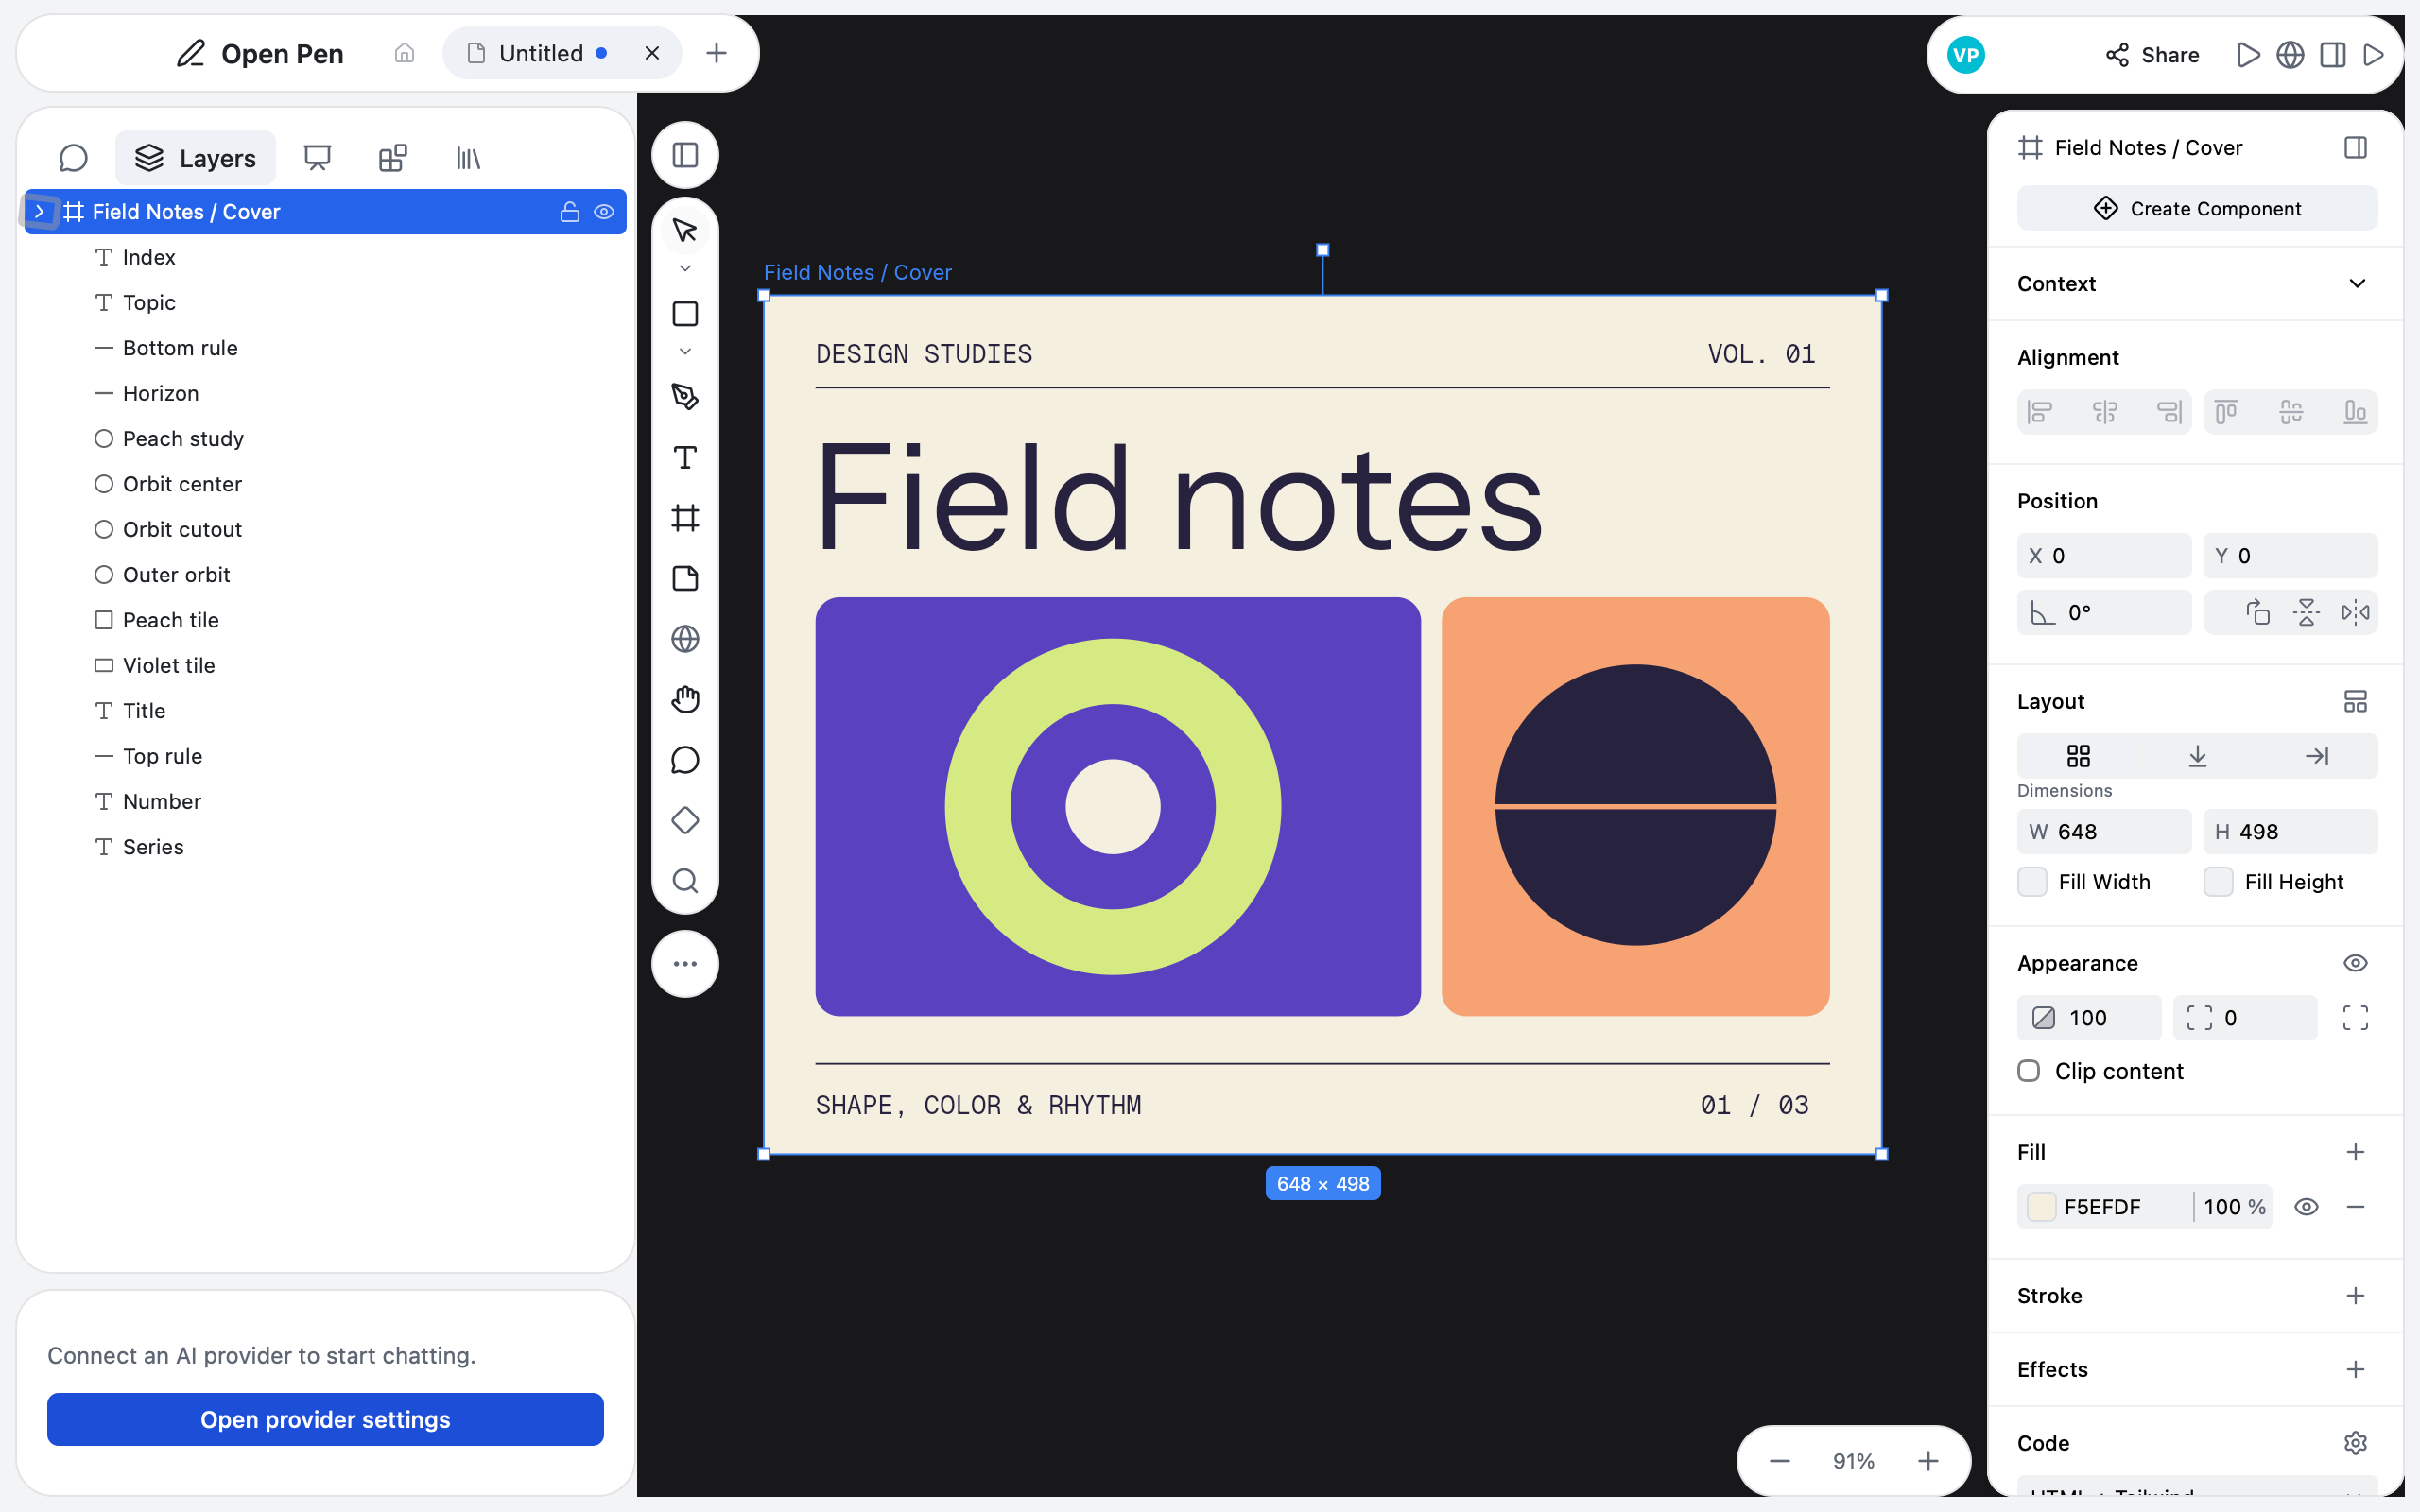 Open Pen
Untitled
VP
Share
Layers
Field Notes / Cover
Index
Topic
Bottom rule
Horizon
Peach study
Orbit center
Orbit cutout
Outer orbit
Peach tile
Violet tile
Title
Top rule
Number
Series
Connect an AI provider to start chatting.
Open provider settings
Field Notes / Cover
DESIGN STUDIES
VOL. 01
Field notes
SHAPE, COLOR & RHYTHM
01 / 03
648 × 498
91%
Field Notes / Cover
Create Component
Context
Alignment
Position
X 0
Y 0
0°
Layout
Dimensions
W 648
H 498
Fill Width
Fill Height
Appearance
100
0
Clip content
Fill
F5EFDF
100 %
Stroke
Effects
Code
HTML + Tailwind